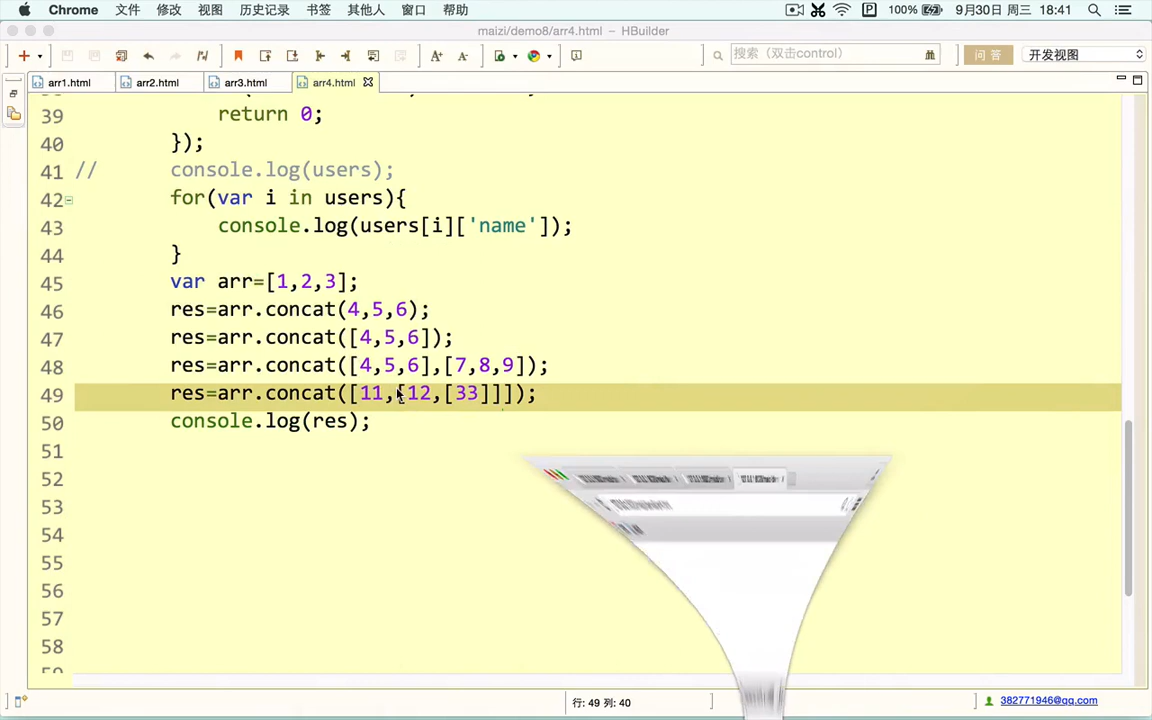 Chrome 文件 修改 视图 历史记录 书签 其他人 窗口 帮助 P 100% 9月30日 周三 18:41
maizi/demo8/arr4.html – HBuilder
搜索（双击control） 问 答 开发视图
arr1.html arr2.html arr3.html arr4.html
39 return 0;
40 });
41 // console.log(users);
42 for(var i in users){
43 console.log(users[i]['name']);
44 }
45 var arr=[1,2,3];
46 res=arr.concat(4,5,6);
47 res=arr.concat([4,5,6]);
48 res=arr.concat([4,5,6],[7,8,9]);
49 res=arr.concat([11,[12,[33]]]);
50 console.log(res);
51
52
53
54
55
56
57
58
行: 49 列: 40 382771946@qq.com